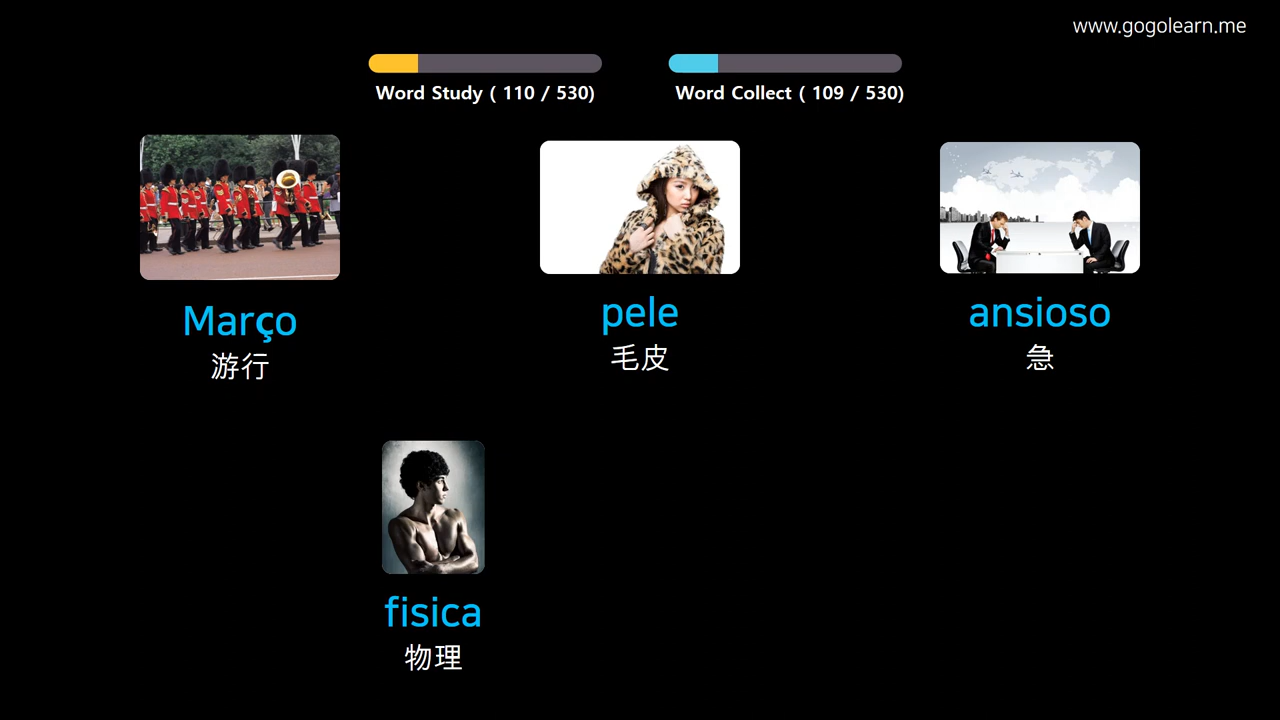 www.gogolearn.me
Word Study ( 110 / 530)
Word Collect ( 109 / 530)
Março
游行
pele
毛皮
ansioso
急
fisica
物理